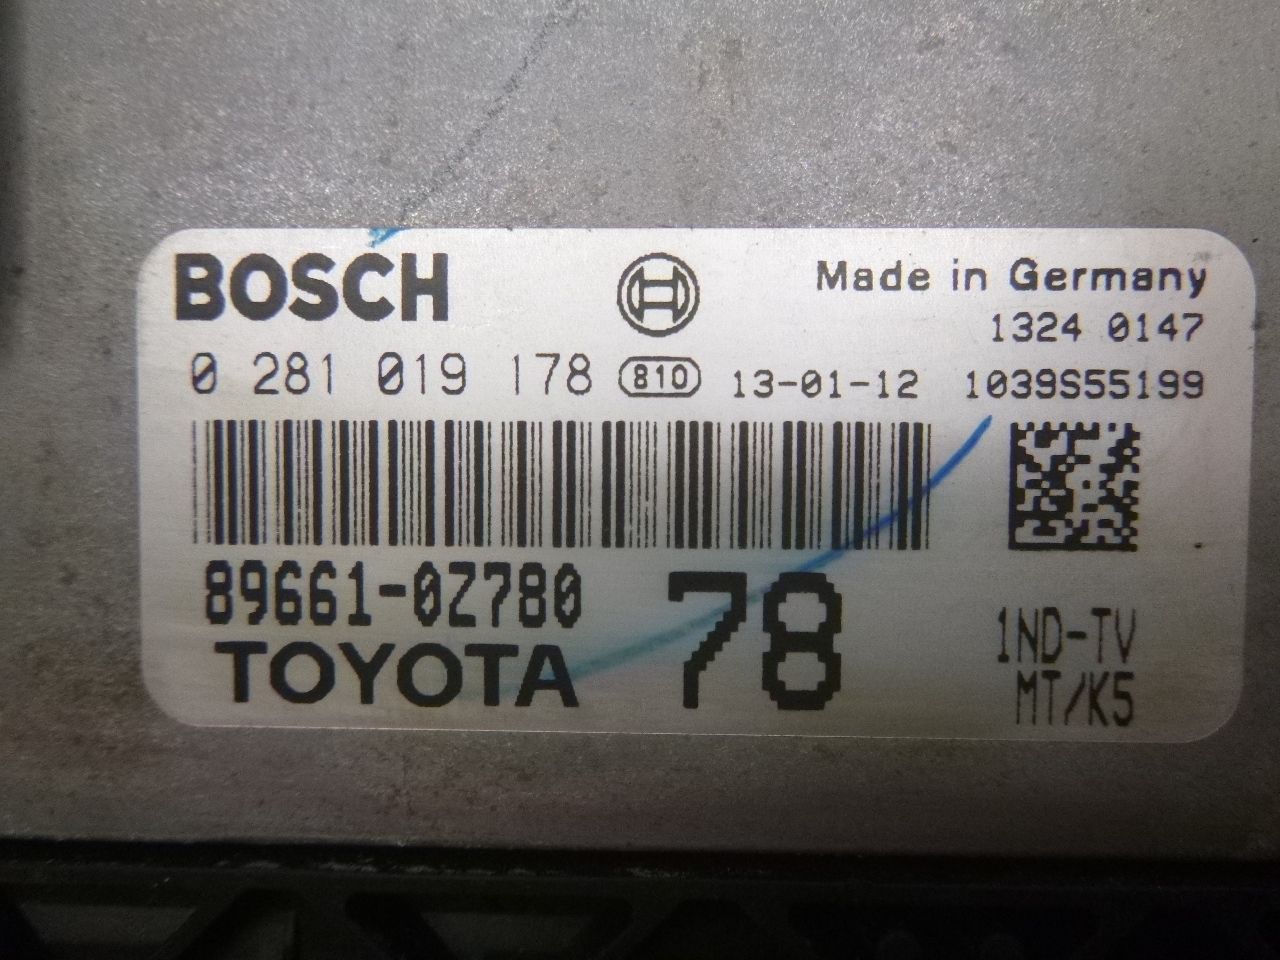 BOSCH
Made in Germany
1324 0147
0 281 019 178 810 13-01-12 1039S55199
89661-0Z780
78
TOYOTA
1ND-TV
MT/K5